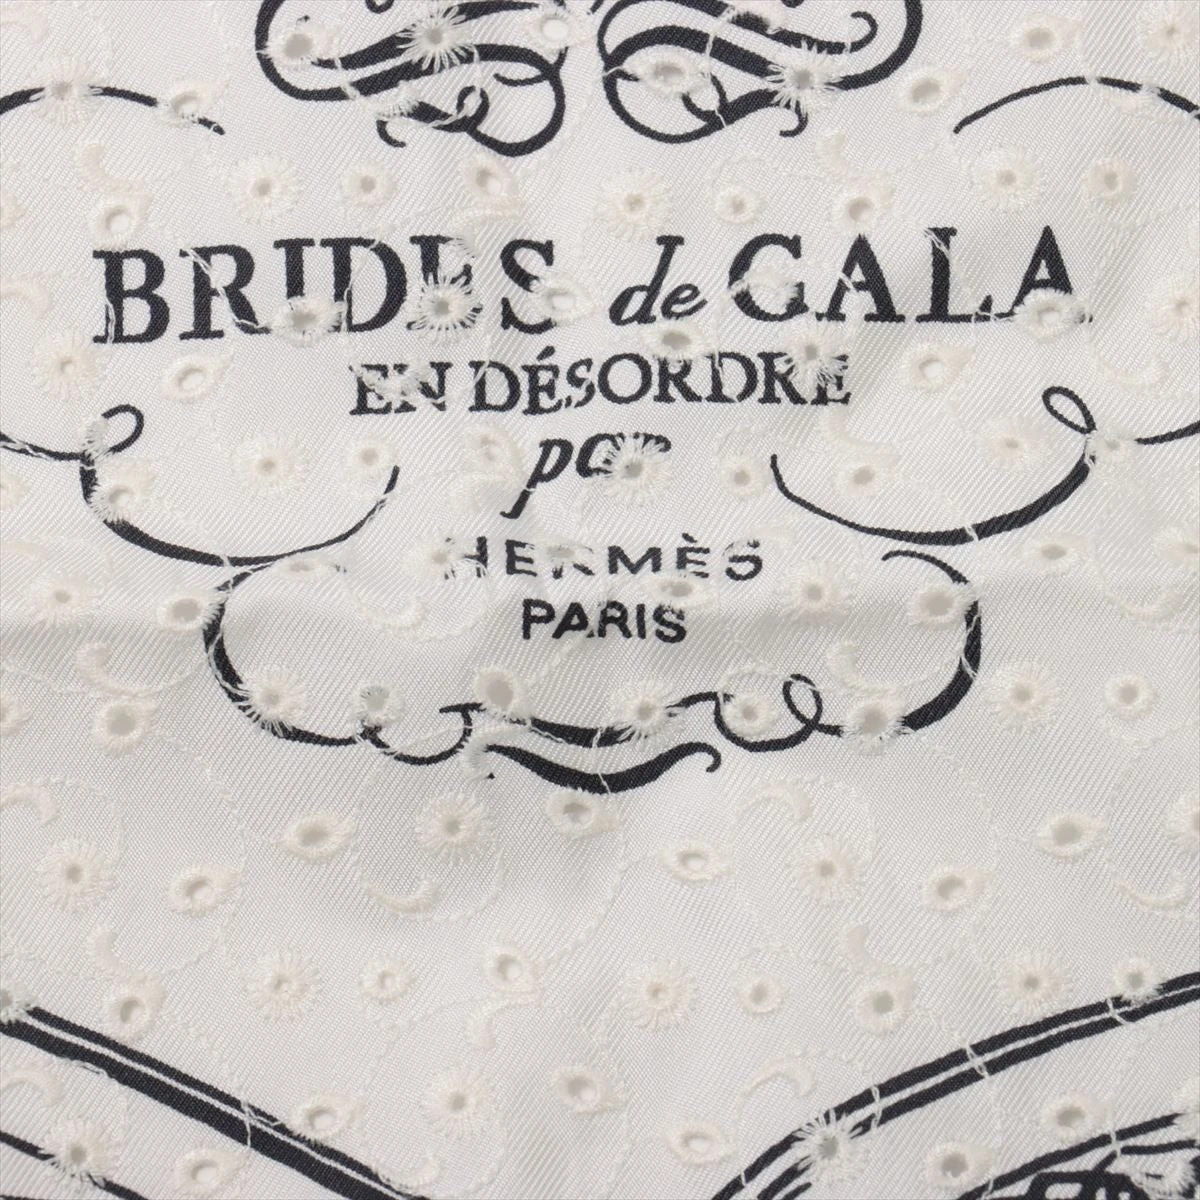 BRIDES de GALA
EN DÉSORDRE
par
HERMÈS
PARIS